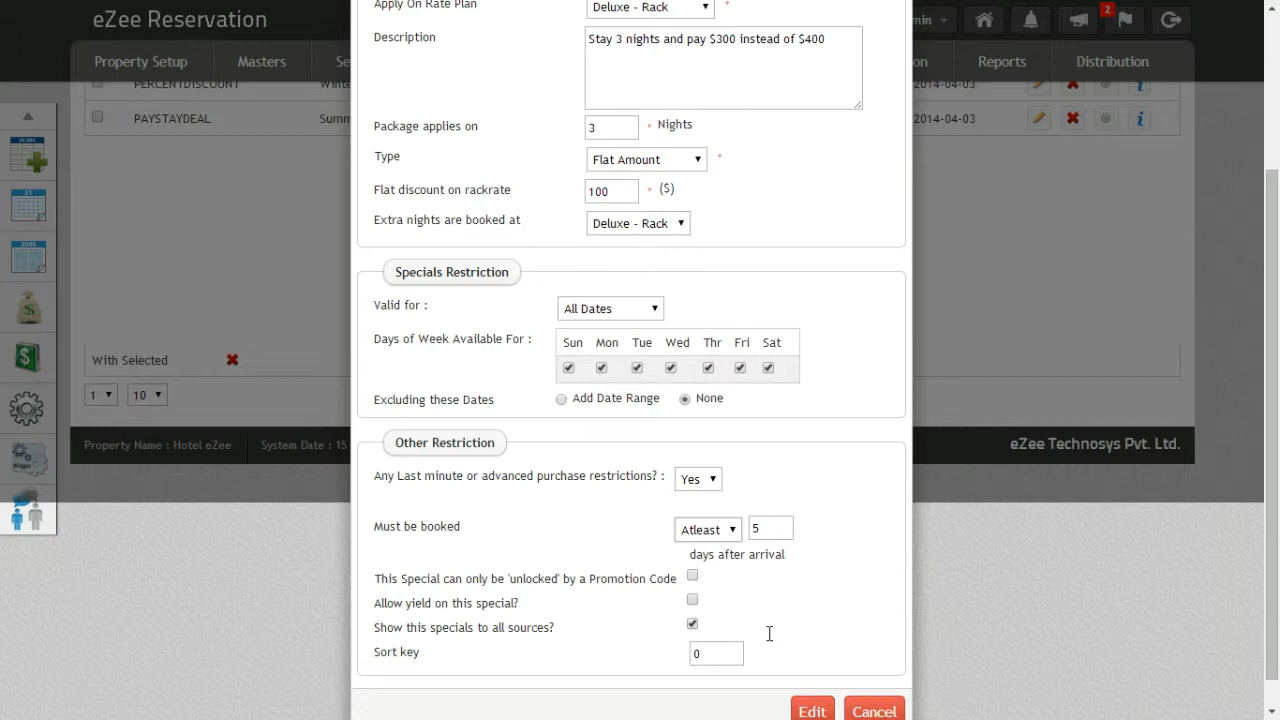 eZee Reservation
min
2
Property Setup Masters Se on Reports Distribution
PERCENTDISCOUNT Winte 2014-04-03
PAYSTAYDEAL Summ 2014-04-03
Apply On Rate Plan Deluxe - Rack *
Description Stay 3 nights and pay $300 instead of $400
Package applies on 3 * Nights
Type Flat Amount *
Flat discount on rackrate 100 * ($)
Extra nights are booked at Deluxe - Rack
Specials Restriction
Valid for : All Dates
Days of Week Available For : Sun Mon Tue Wed Thr Fri Sat
Excluding these Dates Add Date Range None
Other Restriction
Any Last minute or advanced purchase restrictions? : Yes
Must be booked Atleast 5
days after arrival
This Special can only be 'unlocked' by a Promotion Code
Allow yield on this special?
Show this specials to all sources?
Sort key 0
Edit Cancel
With Selected
1 10
Property Name : Hotel eZee System Date : 15 eZee Technosys Pvt. Ltd.
Widget